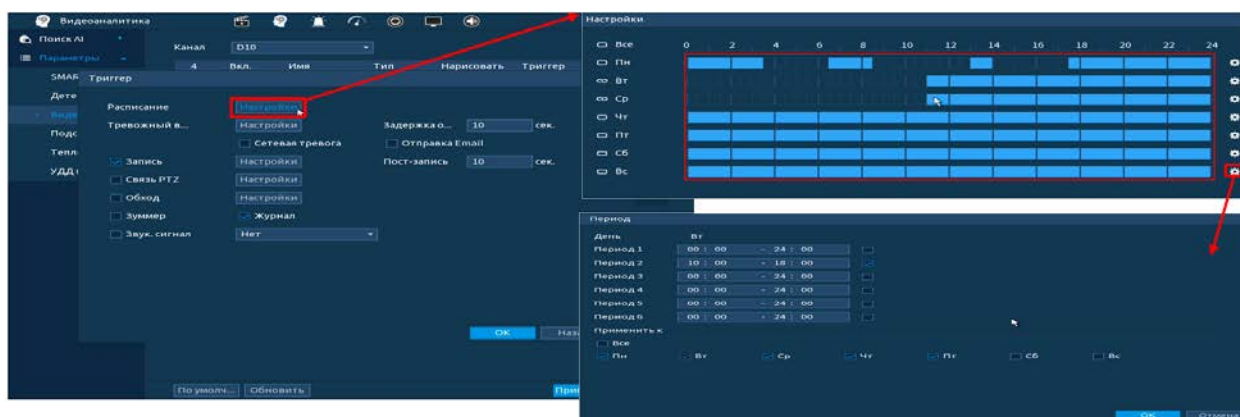 Видеоаналитика
Поиск AI
Параметры
SMAR
Дете
Виде
Подс
Тепл
УДД
Канал D10
4 Вкл. Имя Тип Нарисовать Триггер
Триггер
Расписание Настройки
Тревожный в... Настройки Задержка о... 10 сек.
Сетевая тревога Отправка Email
Запись Настройки Пост-запись 10 сек.
Связь PTZ Настройки
Обход Настройки
Зуммер Журнал
Звук. сигнал Нет
OK Наза
По умолч... Обновить При
Настройки
Все 0 2 4 6 8 10 12 14 16 18 20 22 24
Пн
Вт
Ср
Чт
Пт
Сб
Вс
Период
День Вт
Период 1 00 : 00 - 24 : 00
Период 2 10 : 00 - 18 : 00
Период 3 00 : 00 - 24 : 00
Период 4 00 : 00 - 24 : 00
Период 5 00 : 00 - 24 : 00
Период 6 00 : 00 - 24 : 00
Применить к
Все
Пн Вт Ср Чт Пт Сб Вс
OK Отмена